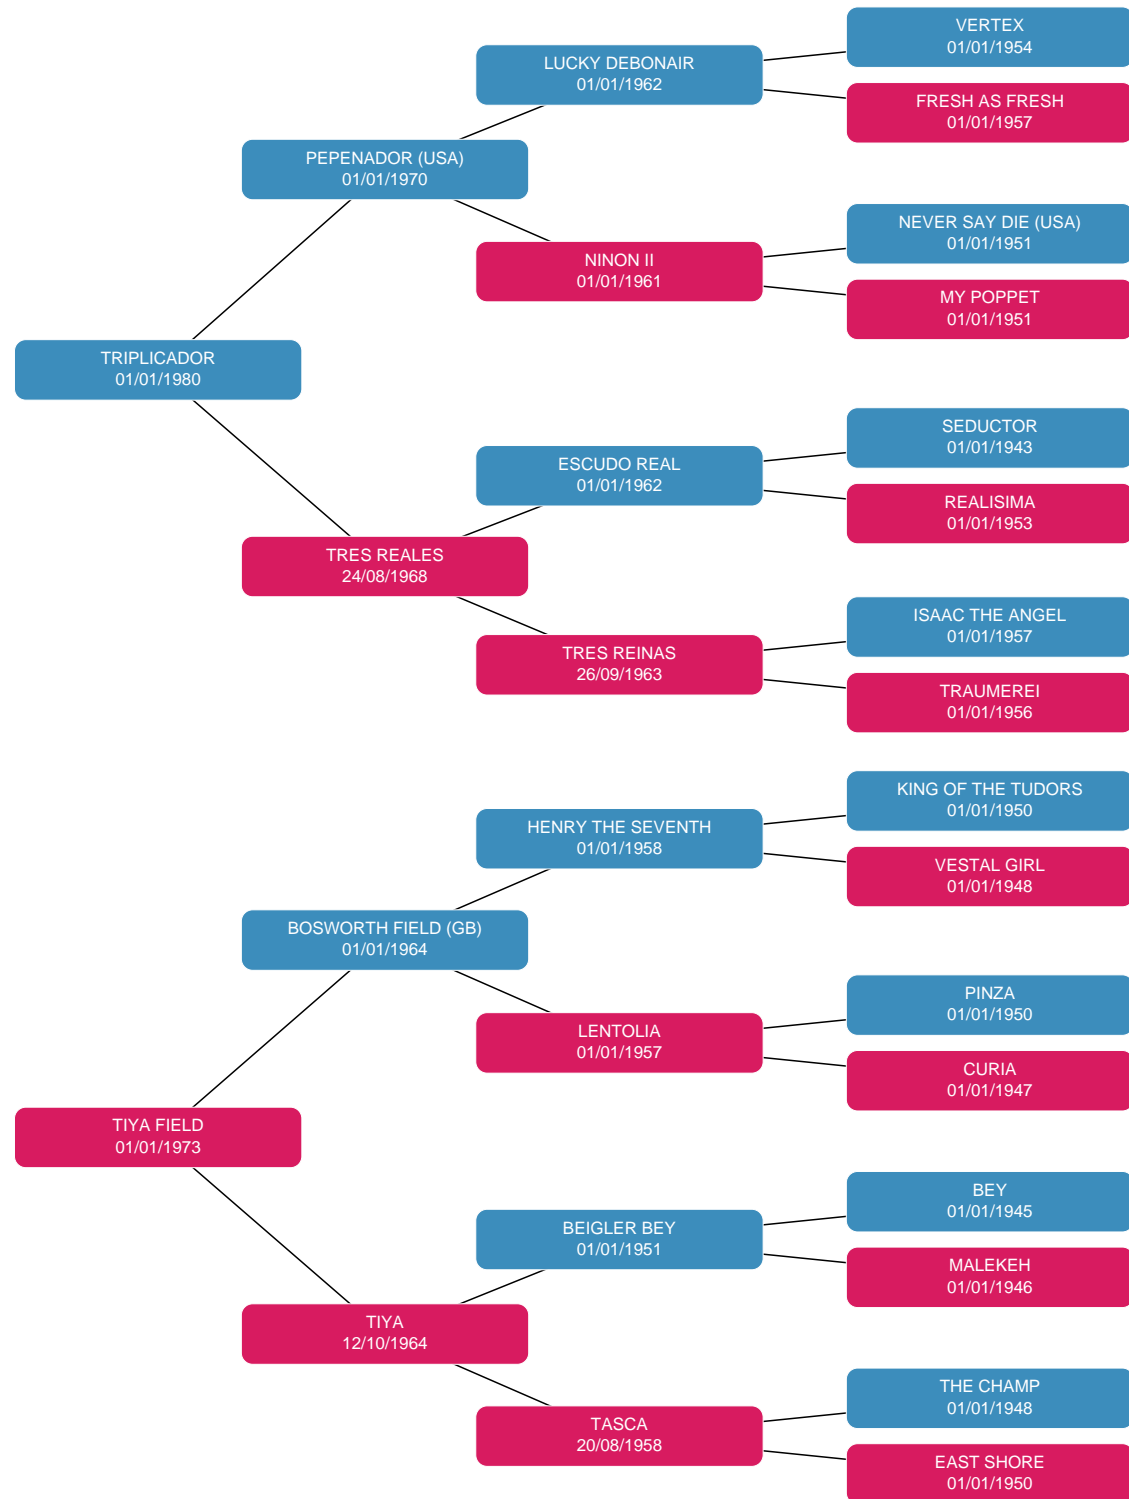 VERTEX
01/01/1954
LUCKY DEBONAIR
01/01/1962
FRESH AS FRESH
01/01/1957
PEPENADOR (USA)
01/01/1970
NEVER SAY DIE (USA)
01/01/1951
NINON II
01/01/1961
MY POPPET
01/01/1951
TRIPLICADOR
01/01/1980
SEDUCTOR
01/01/1943
ESCUDO REAL
01/01/1962
REALISIMA
01/01/1953
TRES REALES
24/08/1968
ISAAC THE ANGEL
01/01/1957
TRES REINAS
26/09/1963
TRAUMEREI
01/01/1956
KING OF THE TUDORS
01/01/1950
HENRY THE SEVENTH
01/01/1958
VESTAL GIRL
01/01/1948
BOSWORTH FIELD (GB)
01/01/1964
PINZA
01/01/1950
LENTOLIA
01/01/1957
CURIA
01/01/1947
TIYA FIELD
01/01/1973
BEY
01/01/1945
BEIGLER BEY
01/01/1951
MALEKEH
01/01/1946
TIYA
12/10/1964
THE CHAMP
01/01/1948
TASCA
20/08/1958
EAST SHORE
01/01/1950